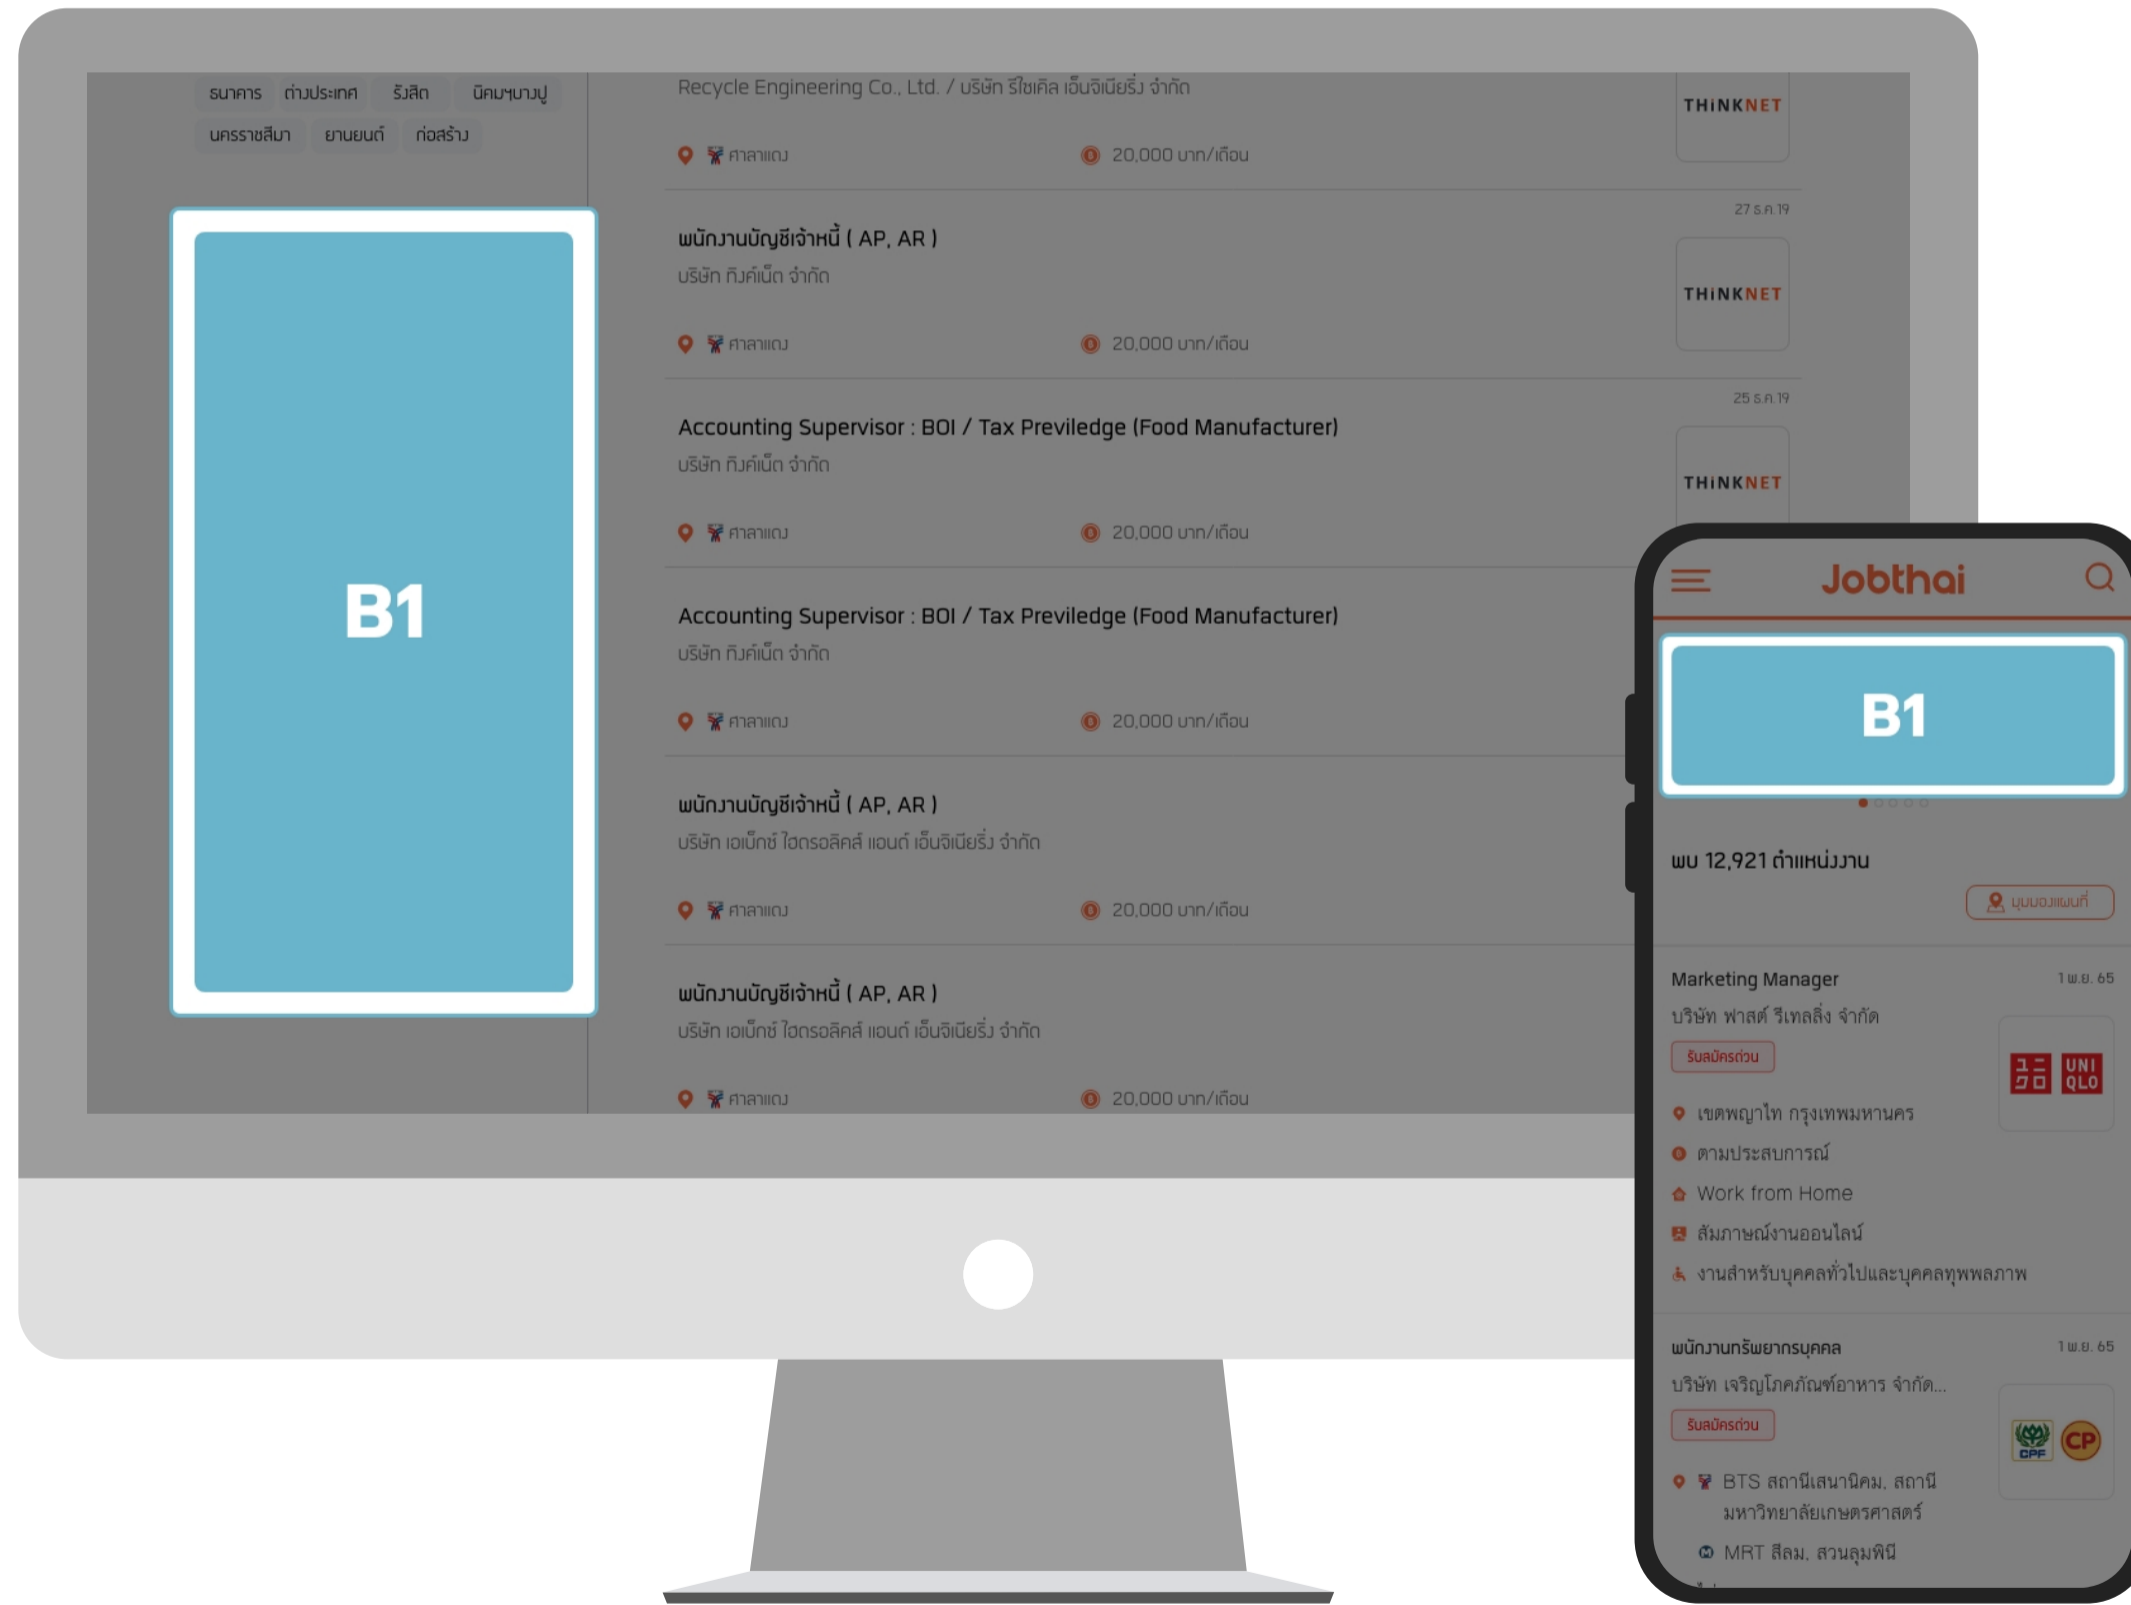 ธนาคาร ต่างประเทศ รังสิต นิคมฯบางปู
นครราชสีมา ยานยนต์ ก่อสร้าง
B1
Recycle Engineering Co., Ltd. / บริษัท รีไซเคิล เอ็นจิเนียริ่ง จำกัด
THiNKNET
ศาลาแดง 20,000 บาท/เดือน
27 ธ.ค. 19
พนักงานบัญชีเจ้าหนี้ ( AP, AR )
บริษัท ทิงค์เน็ต จำกัด
THiNKNET
ศาลาแดง 20,000 บาท/เดือน
25 ธ.ค. 19
Accounting Supervisor : BOI / Tax Previledge (Food Manufacturer)
บริษัท ทิงค์เน็ต จำกัด
THiNKNET
ศาลาแดง 20,000 บาท/เดือน
Accounting Supervisor : BOI / Tax Previledge (Food Manufacturer)
บริษัท ทิงค์เน็ต จำกัด
ศาลาแดง 20,000 บาท/เดือน
พนักงานบัญชีเจ้าหนี้ ( AP, AR )
บริษัท เอเบ็กซ์ ไฮดรอลิคส์ แอนด์ เอ็นจิเนียริ่ง จำกัด
ศาลาแดง 20,000 บาท/เดือน
พนักงานบัญชีเจ้าหนี้ ( AP, AR )
บริษัท เอเบ็กซ์ ไฮดรอลิคส์ แอนด์ เอ็นจิเนียริ่ง จำกัด
ศาลาแดง 20,000 บาท/เดือน
Jobthai
B1
พบ 12,921 ตำแหน่งงาน
มุมมองแผนที่
Marketing Manager 1 พ.ย. 65
บริษัท ฟาสต์ รีเทลลิ่ง จำกัด
รับสมัครด่วน
ユニ UNI
クロ QLO
เขตพญาไท กรุงเทพมหานคร
ตามประสบการณ์
Work from Home
สัมภาษณ์งานออนไลน์
งานสำหรับบุคคลทั่วไปและบุคคลทุพพลภาพ
พนักงานทรัพยากรบุคคล 1 พ.ย. 65
บริษัท เจริญโภคภัณฑ์อาหาร จำกัด...
รับสมัครด่วน
CPF CP
BTS สถานีเสนานิคม, สถานี
มหาวิทยาลัยเกษตรศาสตร์
MRT สีลม, สวนลุมพินี